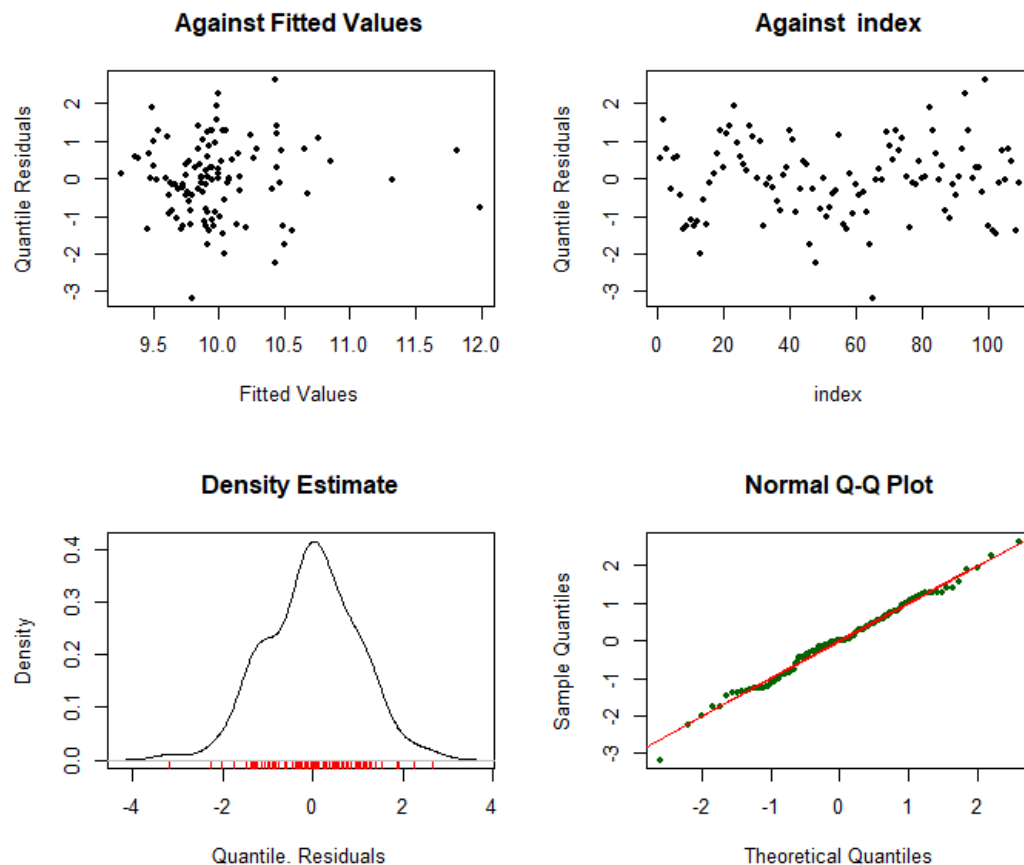 Against Fitted Values
Quantile Residuals
2
1
0
-1
-2
-3
9.5 10.0 10.5 11.0 11.5 12.0
Fitted Values
Against index
Quantile Residuals
2
1
0
-1
-2
-3
0 20 40 60 80 100
index
Density Estimate
Density
0.4
0.3
0.2
0.1
0.0
-4 -2 0 2 4
Quantile. Residuals
Normal Q-Q Plot
Sample Quantiles
2
1
0
-1
-2
-3
-2 -1 0 1 2
Theoretical Quantiles